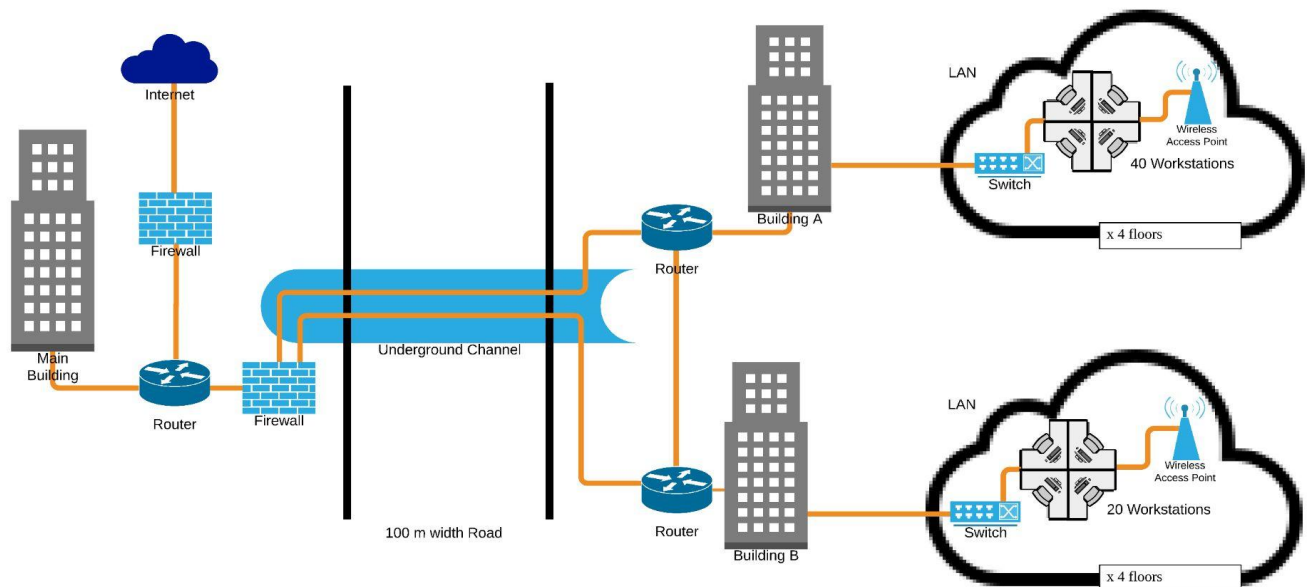 Internet
Firewall
Main
Building
Router
Firewall
Underground Channel
100 m width Road
Router
Building A
LAN
Switch
Wireless
Access Point
40 Workstations
x 4 floors
Router
Building B
LAN
Switch
Wireless
Access Point
20 Workstations
x 4 floors